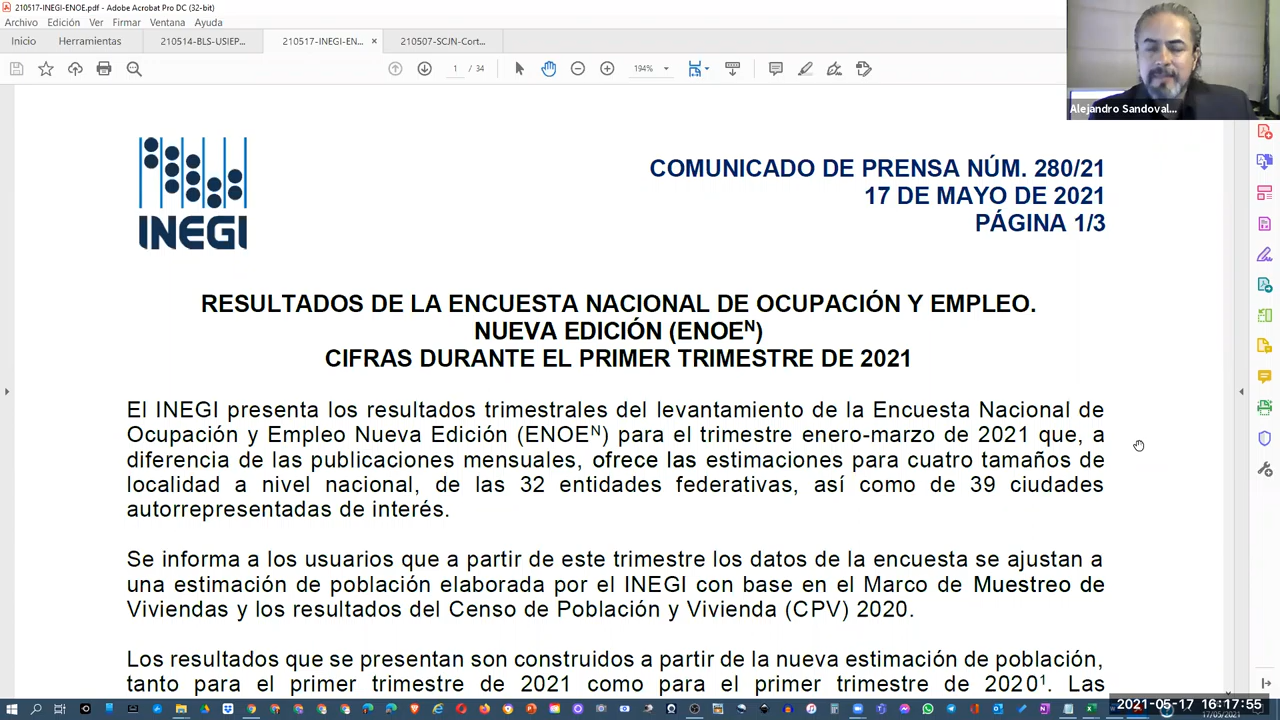 210517-INEGI-ENOE.pdf - Adobe Acrobat Pro DC (32-bit)
Archivo Edición Ver Firmar Ventana Ayuda
Inicio Herramientas 210514-BLS-USIEP... 210517-INEGI-EN... × 210507-SCJN-Cort...
1 / 34 194%
Alejandro Sandoval...
INEGI
COMUNICADO DE PRENSA NÚM. 280/21
17 DE MAYO DE 2021
PÁGINA 1/3
RESULTADOS DE LA ENCUESTA NACIONAL DE OCUPACIÓN Y EMPLEO.
NUEVA EDICIÓN (ENOEᴺ)
CIFRAS DURANTE EL PRIMER TRIMESTRE DE 2021
El INEGI presenta los resultados trimestrales del levantamiento de la Encuesta Nacional de
Ocupación y Empleo Nueva Edición (ENOEᴺ) para el trimestre enero-marzo de 2021 que, a
diferencia de las publicaciones mensuales, ofrece las estimaciones para cuatro tamaños de
localidad a nivel nacional, de las 32 entidades federativas, así como de 39 ciudades
autorrepresentadas de interés.
Se informa a los usuarios que a partir de este trimestre los datos de la encuesta se ajustan a
una estimación de población elaborada por el INEGI con base en el Marco de Muestreo de
Viviendas y los resultados del Censo de Población y Vivienda (CPV) 2020.
Los resultados que se presentan son construidos a partir de la nueva estimación de población,
tanto para el primer trimestre de 2021 como para el primer trimestre de 2020¹. Las
2021-05-17 16:17:55
17/05/2021